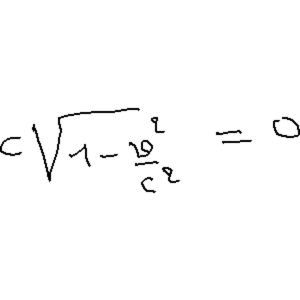 c√(1 - v²/c²) = 0